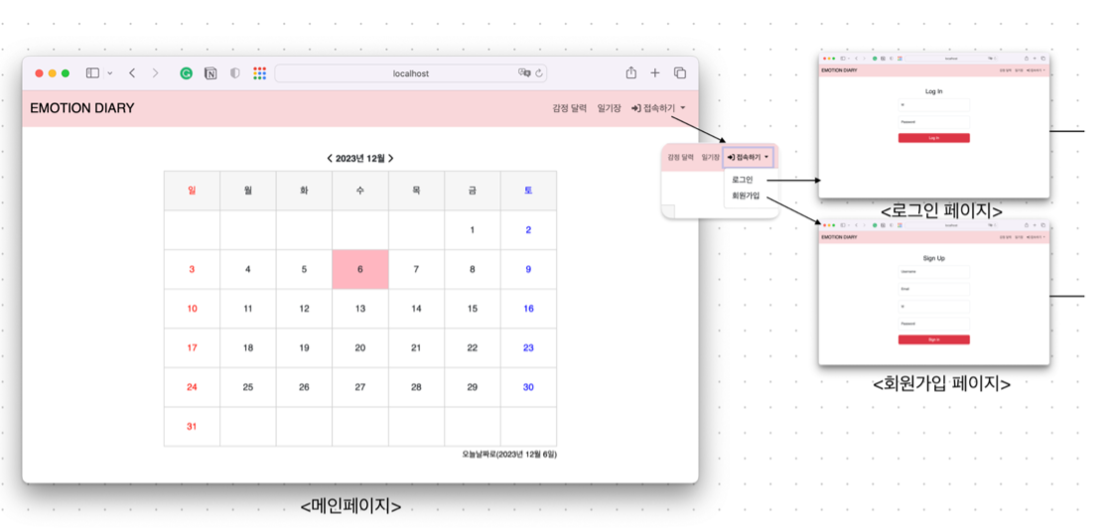 localhost
EMOTION DIARY
감정 달력 일기장 접속하기
< 2023년 12월 >
일 월 화 수 목 금 토
1 2
3 4 5 6 7 8 9
10 11 12 13 14 15 16
17 18 19 20 21 22 23
24 25 26 27 28 29 30
31
오늘날짜로(2023년 12월 6일)
<메인페이지>
감정 달력 일기장 접속하기
로그인
회원가입
EMOTION DIARY
Log In
Id
Password
Log In
<로그인 페이지>
EMOTION DIARY
Sign Up
Username
Email
Id
Password
<회원가입 페이지>